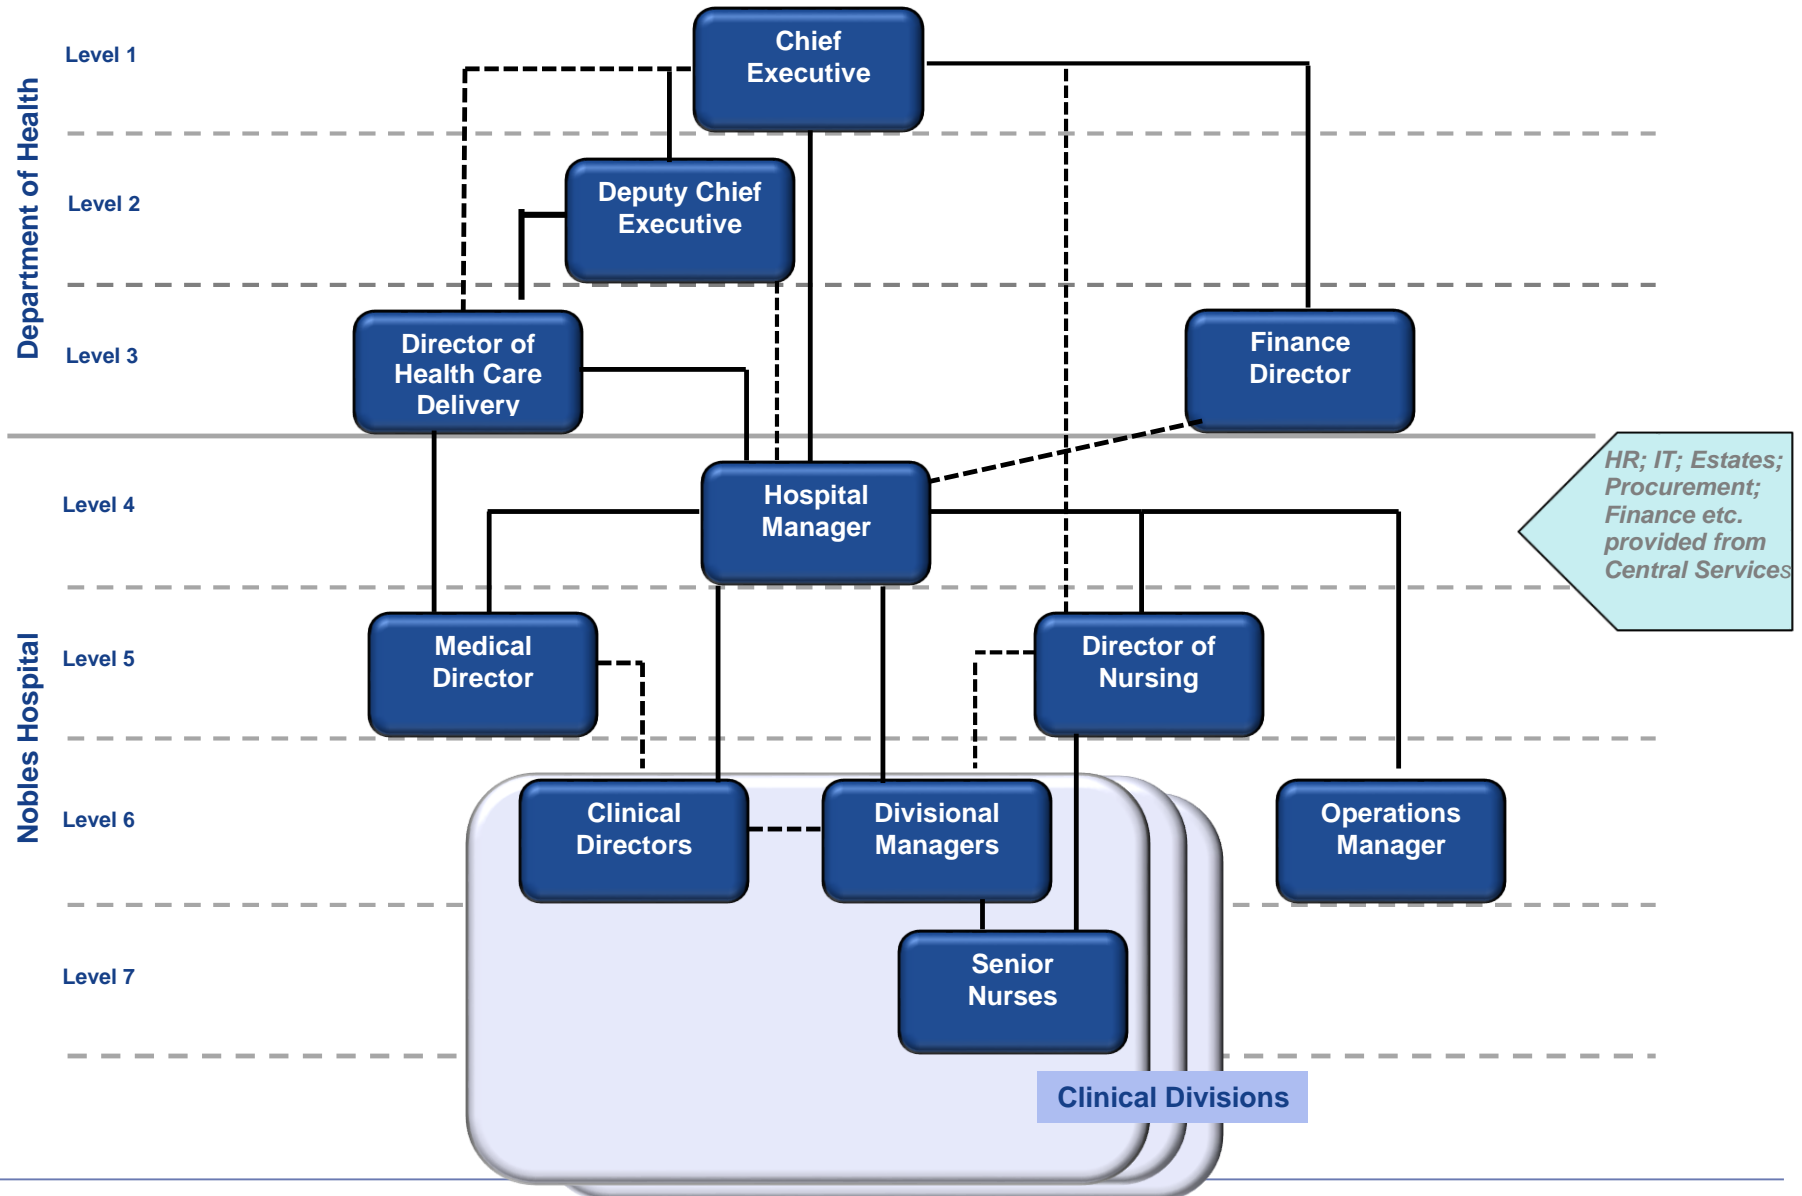 Department of Health
Level 1
Chief
Executive
Level 2
Deputy Chief
Executive
Level 3
Director of
Health Care
Delivery
Finance
Director
Nobles Hospital
Level 4
Hospital
Manager
HR; IT; Estates;
Procurement;
Finance etc.
provided from
Central Services
Level 5
Medical
Director
Director of
Nursing
Level 6
Clinical
Directors
Divisional
Managers
Operations
Manager
Level 7
Senior
Nurses
Clinical Divisions